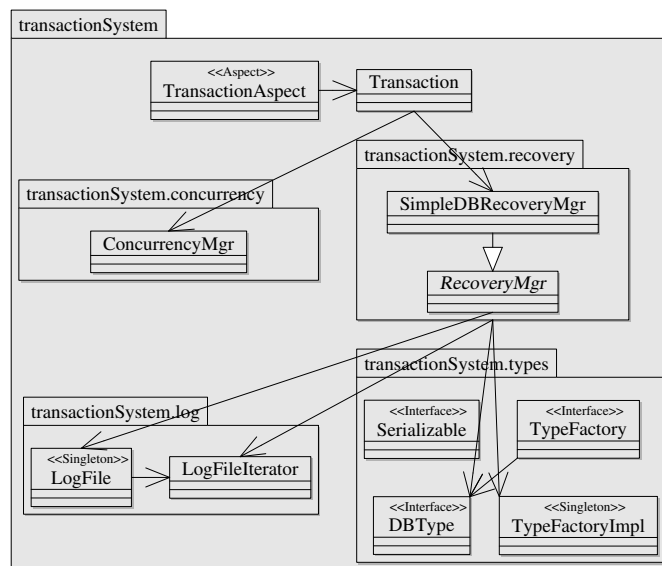 transactionSystem
<<Aspect>>
TransactionAspect
Transaction
transactionSystem.recovery
transactionSystem.concurrency
SimpleDBRecoveryMgr
ConcurrencyMgr
RecoveryMgr
transactionSystem.types
transactionSystem.log
<<Interface>>
Serializable
<<Interface>>
TypeFactory
<<Singleton>>
LogFile
LogFileIterator
<<Interface>>
DBType
<<Singleton>>
TypeFactoryImpl